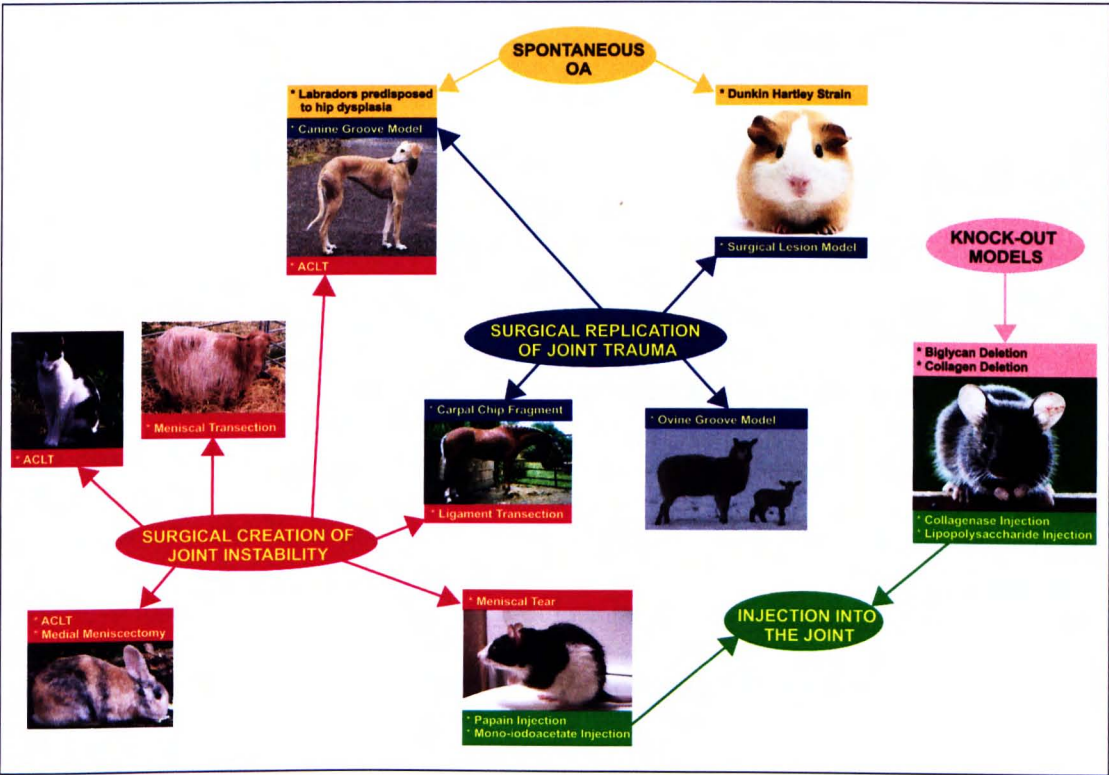 SPONTANEOUS
OA
* Labradors predisposed
to hip dysplasia
* Canine Groove Model
* ACLT
* Dunkin Hartley Strain
* Surgical Lesion Model
KNOCK-OUT
MODELS
SURGICAL REPLICATION
OF JOINT TRAUMA
* Biglycan Deletion
* Collagen Deletion
* Collagenase Injection
* Lipopolysaccharide Injection
* ACLT
* Meniscal Transection
* Carpal Chip Fragment
* Ligament Transection
* Ovine Groove Model
SURGICAL CREATION OF
JOINT INSTABILITY
* ACLT
* Medial Meniscectomy
* Meniscal Tear
* Papain Injection
* Mono-iodoacetate Injection
INJECTION INTO
THE JOINT